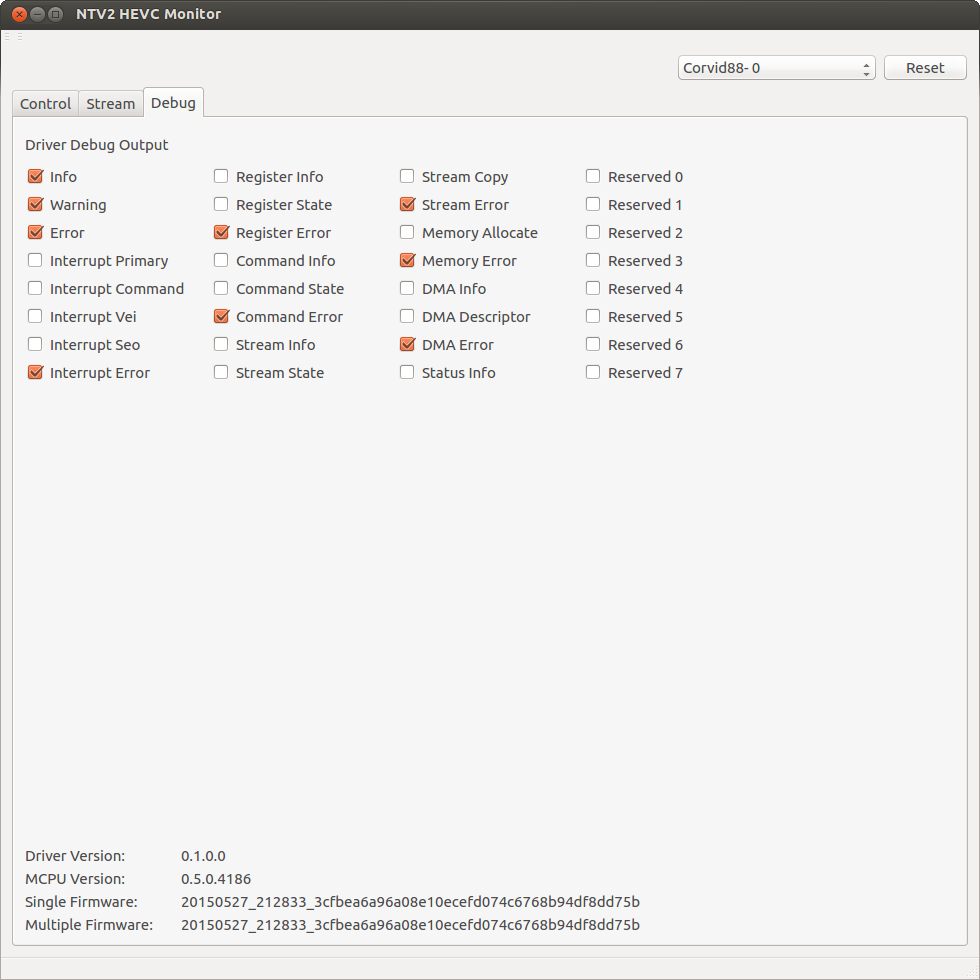 NTV2 HEVC Monitor
Corvid88- 0 Reset
Control Stream Debug
Driver Debug Output
Info Register Info Stream Copy Reserved 0
Warning Register State Stream Error Reserved 1
Error Register Error Memory Allocate Reserved 2
Interrupt Primary Command Info Memory Error Reserved 3
Interrupt Command Command State DMA Info Reserved 4
Interrupt Vei Command Error DMA Descriptor Reserved 5
Interrupt Seo Stream Info DMA Error Reserved 6
Interrupt Error Stream State Status Info Reserved 7
Driver Version: 0.1.0.0
MCPU Version: 0.5.0.4186
Single Firmware: 20150527_212833_3cfbea6a96a08e10ecefd074c6768b94df8dd75b
Multiple Firmware: 20150527_212833_3cfbea6a96a08e10ecefd074c6768b94df8dd75b